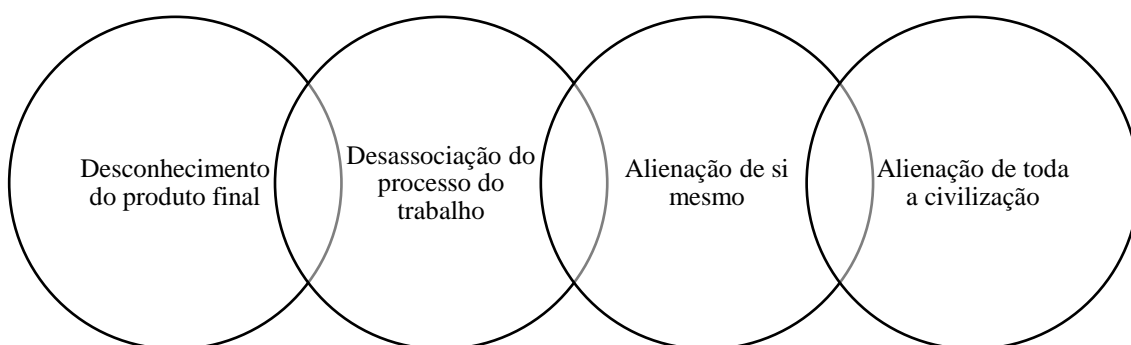 Desconhecimento
do produto final
Desassociação do
processo do
trabalho
Alienação de si
mesmo
Alienação de toda
a civilização